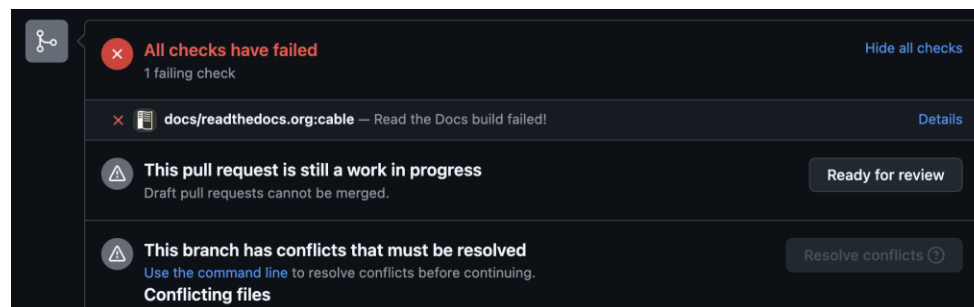 All checks have failed
Hide all checks
1 failing check
docs/readthedocs.org:cable — Read the Docs build failed!
Details
This pull request is still a work in progress
Ready for review
Draft pull requests cannot be merged.
This branch has conflicts that must be resolved
Resolve conflicts
Use the command line to resolve conflicts before continuing.
Conflicting files